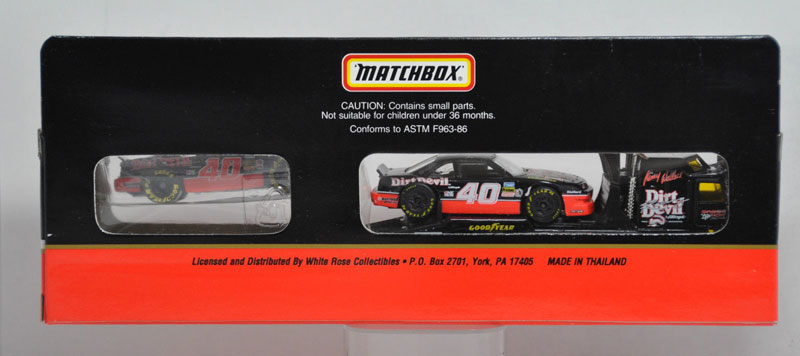 MATCHBOX
CAUTION: Contains small parts.
Not suitable for children under 36 months.
Conforms to ASTM F963-86
40
Dirt Devil
40
GOODYEAR
Kenny Wallace
Dirt
Devil
Licensed and Distributed By White Rose Collectibles • P.O. Box 2701, York, PA 17405 MADE IN THAILAND